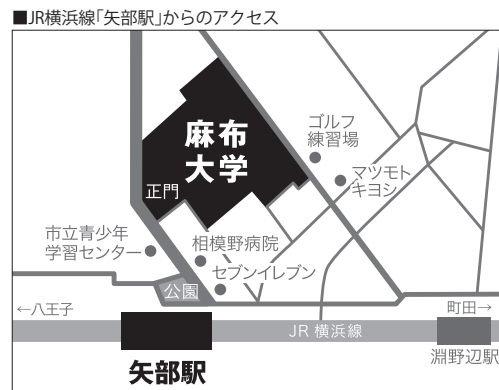 ■JR横浜線「矢部駅」からのアクセス
麻布
大学
正門
ゴルフ
練習場
マツモト
キヨシ
市立青少年
学習センター
相模野病院
セブンイレブン
公園
←八王子
町田→
JR 横浜線
矢部駅
淵野辺駅